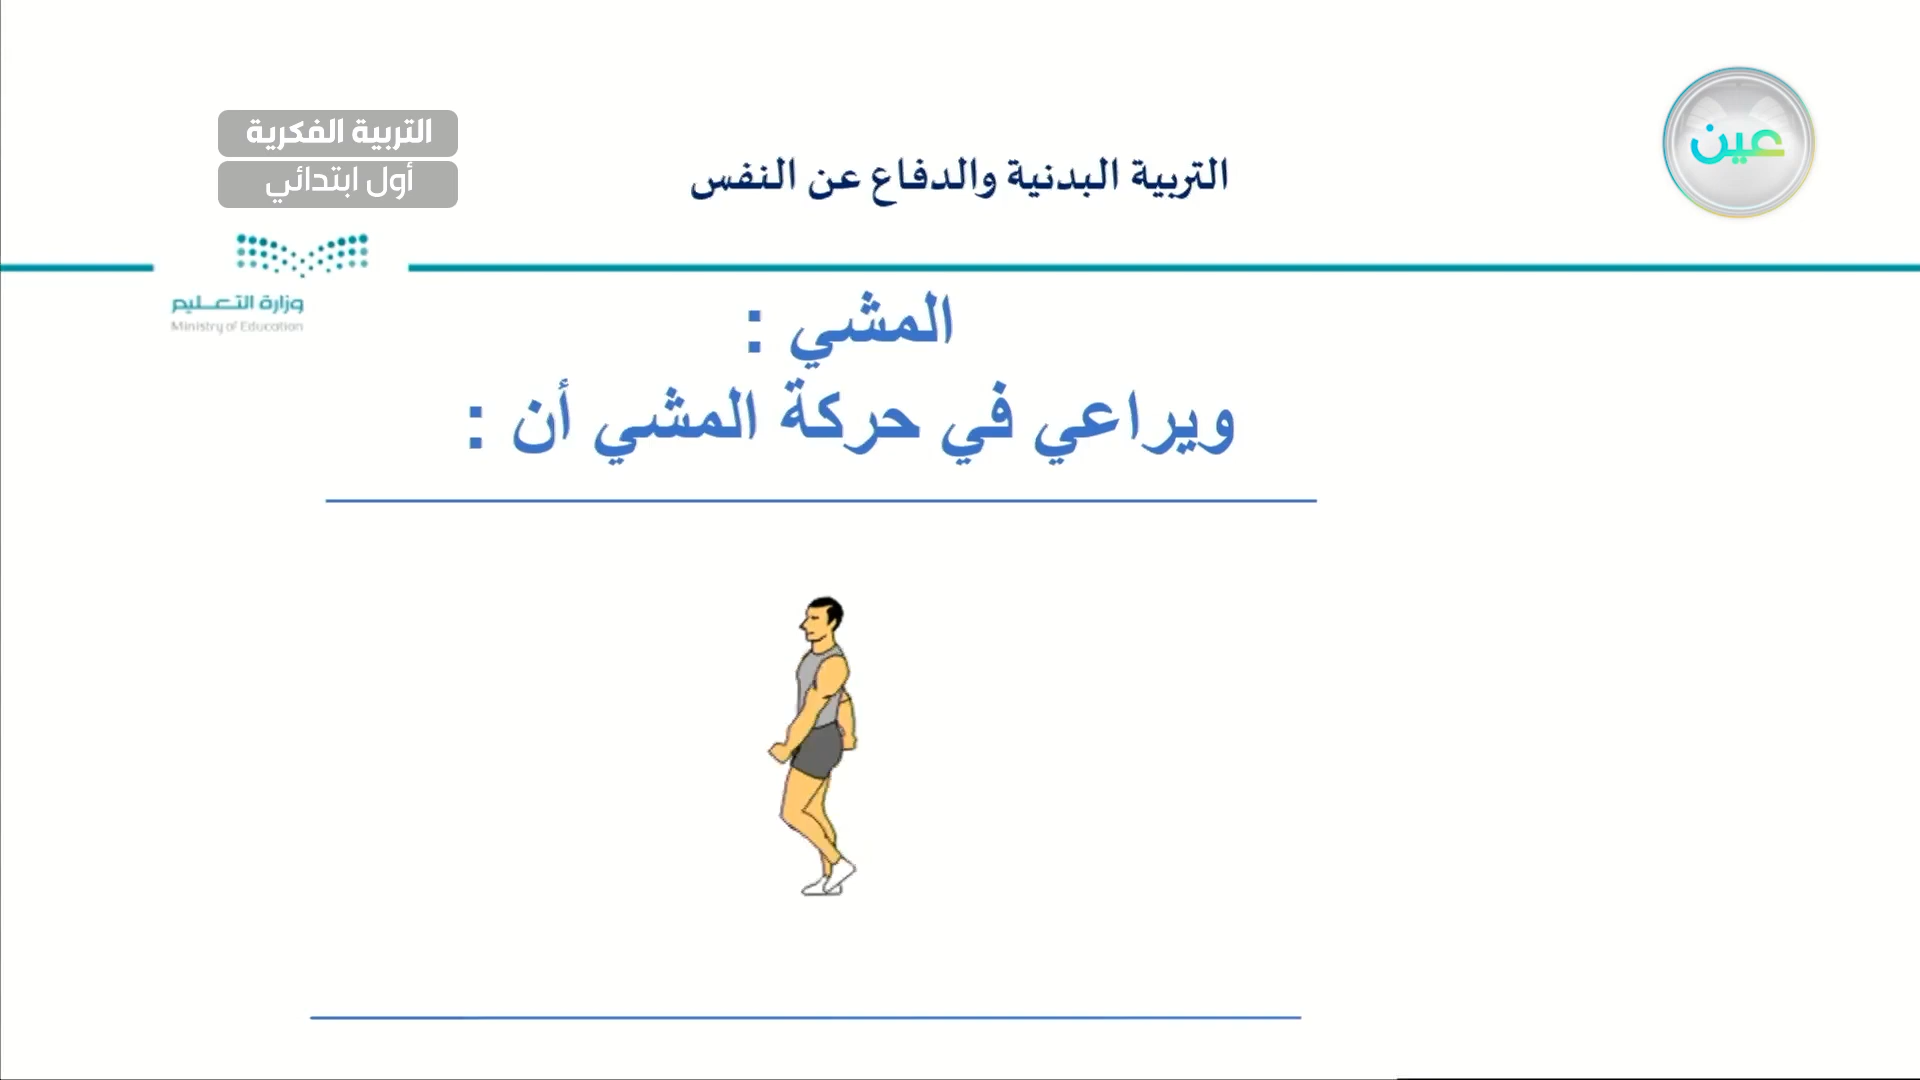 التربية الفكرية
أول ابتدائي
عين
التربية البدنية والدفاع عن النفس
وزارة التعليم
Ministry of Education
المشي :
ويراعي في حركة المشي أن :